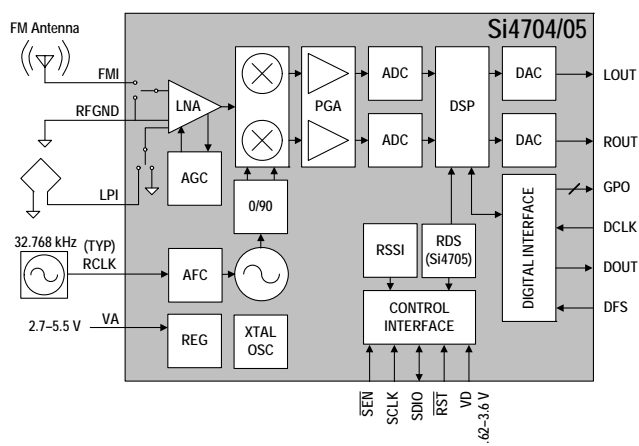 Si4704/05
FM Antenna
FMI
RFGND
LPI
LNA
AGC
0/90
PGA
ADC
ADC
DSP
DAC
DAC
LOUT
ROUT
GPO
DCLK
DOUT
DFS
DIGITAL INTERFACE
32.768 kHz (TYP)
RCLK
AFC
RSSI
RDS
(Si4705)
CONTROL
INTERFACE
VA
2.7–5.5 V
REG
XTAL
OSC
SEN
SCLK
SDIO
RST
VD
.62–3.6 V